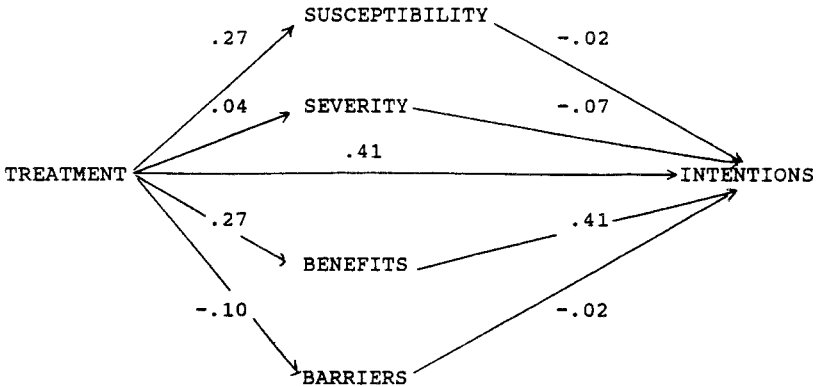 SUSCEPTIBILITY
.27
-.02
.04
SEVERITY
-.07
.41
TREATMENT
INTENTIONS
.27
.41
BENEFITS
-.10
-.02
BARRIERS